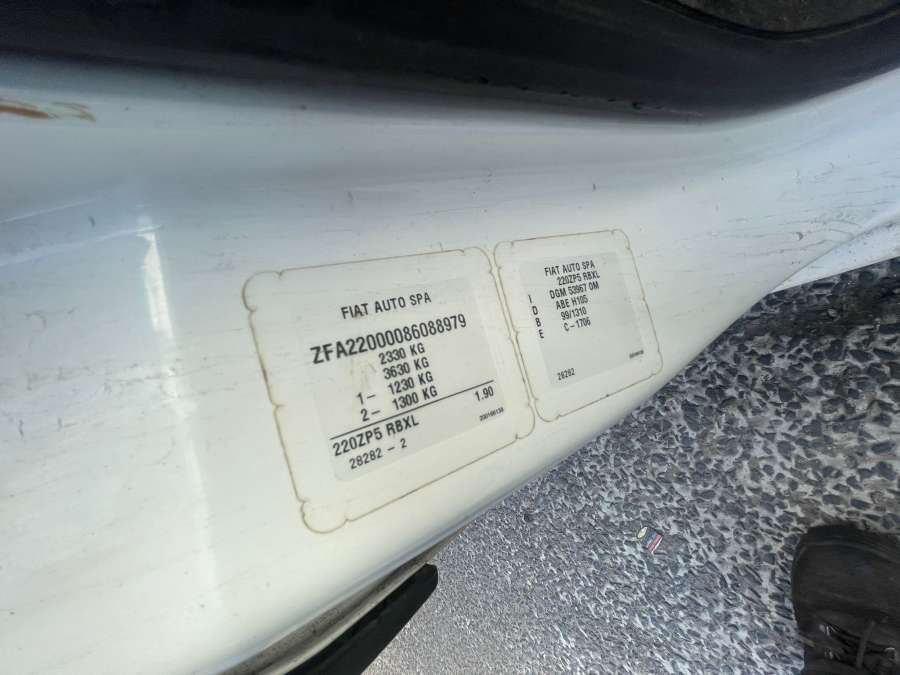 FIAT AUTO SPA
ZFA22000086088979
2330 KG
3630 KG
1- 1230 KG
2- 1300 KG
220ZP5 RBXL 1.90
28282 - 2
FIAT AUTO SPA
220ZP5 RBXL
I DGM 53967 OM
D ABE H105
B 99/1310
E C-1706
28282